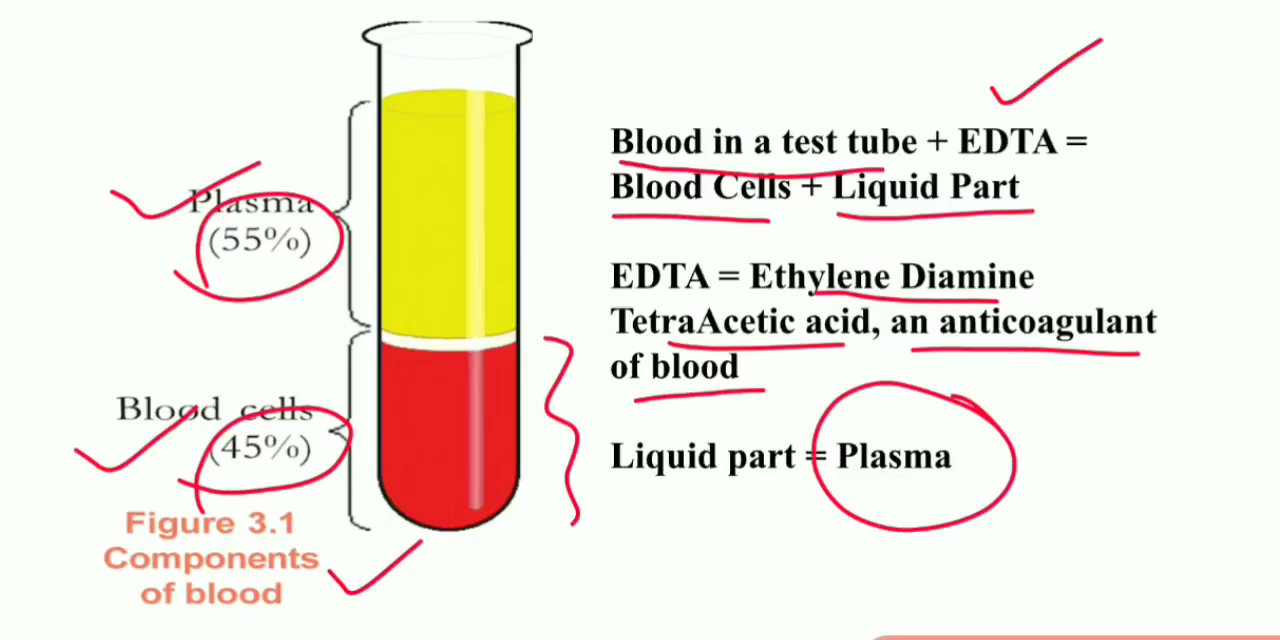 Plasma
(55%)
Blood cells
(45%)
Figure 3.1
Components
of blood
Blood in a test tube + EDTA =
Blood Cells + Liquid Part
EDTA = Ethylene Diamine
TetraAcetic acid, an anticoagulant
of blood
Liquid part = Plasma